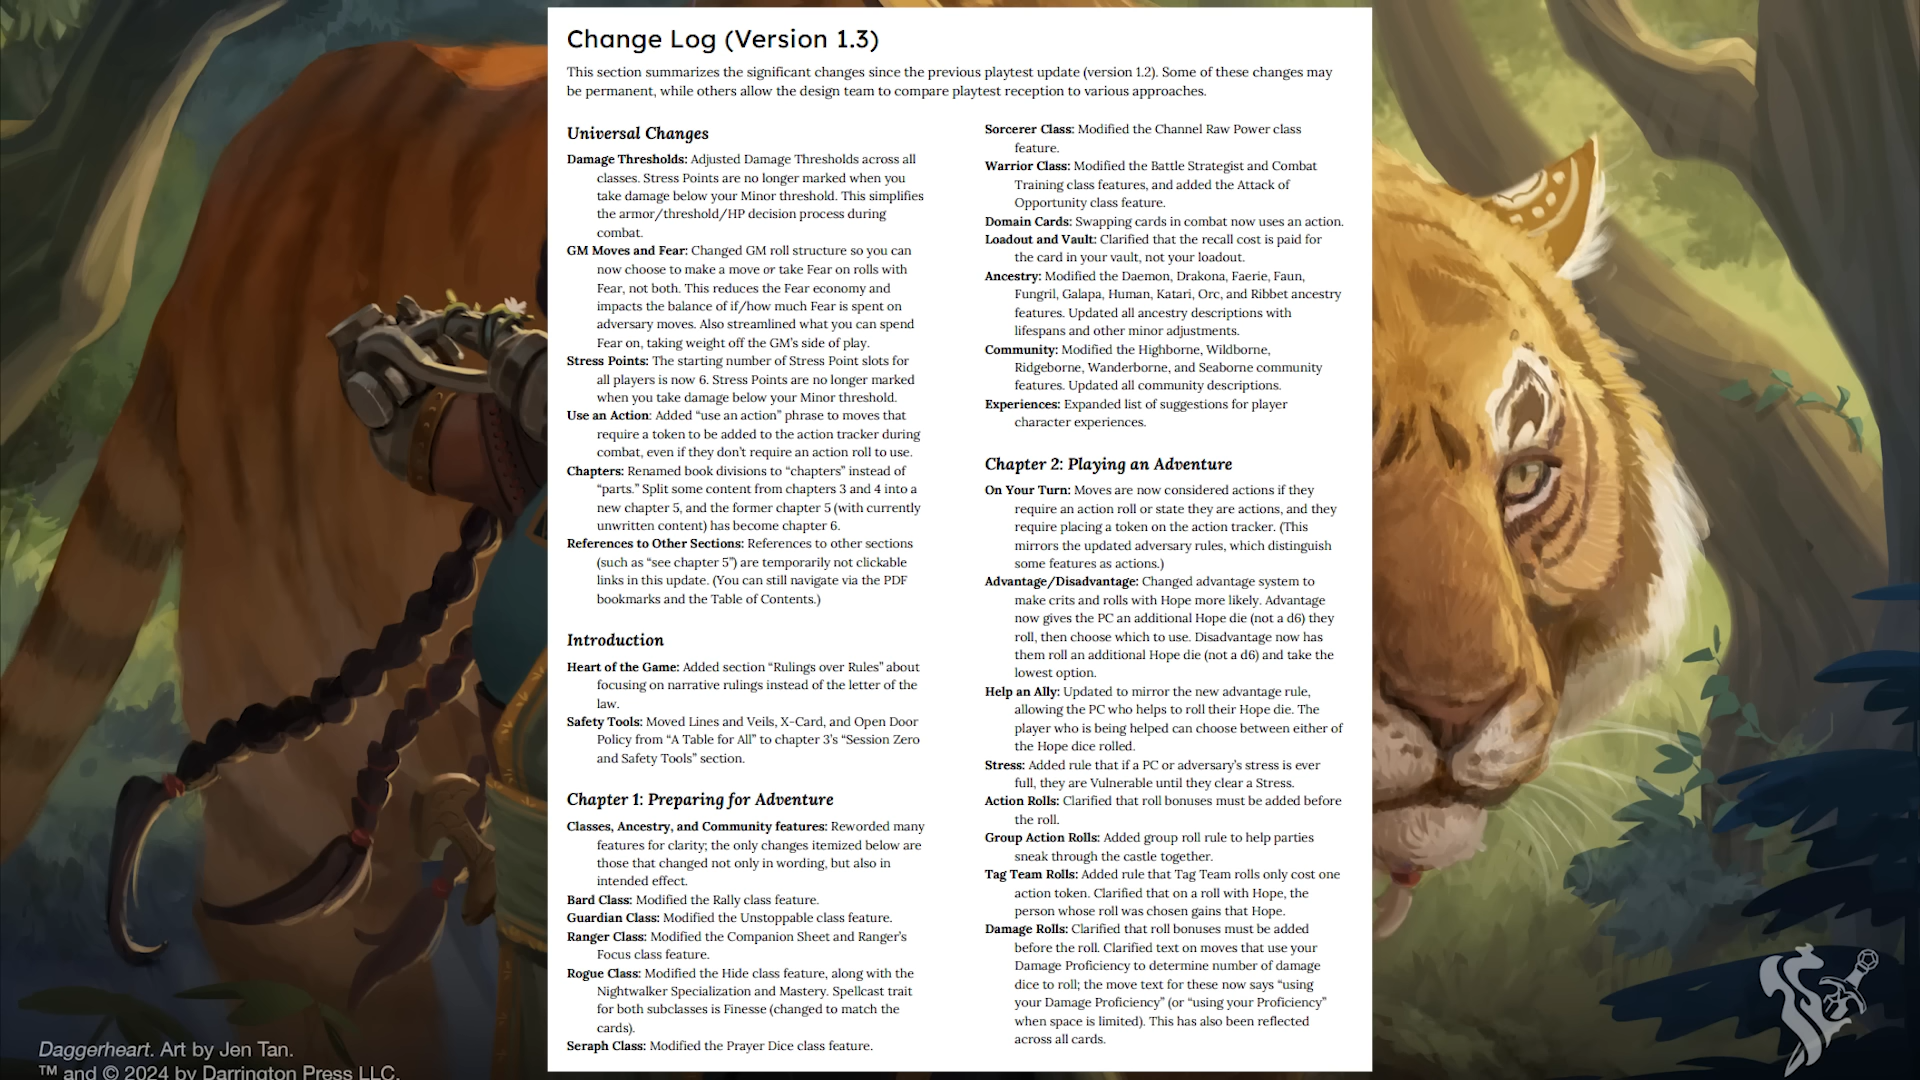 Change Log (Version 1.3)
This section summarizes the significant changes since the previous playtest update (version 1.2). Some of these changes may
be permanent, while others allow the design team to compare playtest reception to various approaches.
Universal Changes
Damage Thresholds: Adjusted Damage Thresholds across all
classes. Stress Points are no longer marked when you
take damage below your Minor threshold. This simplifies
the armor/threshold/HP decision process during
combat.
GM Moves and Fear: Changed GM roll structure so you can
now choose to make a move or take Fear on rolls with
Fear, not both. This reduces the Fear economy and
impacts the balance of if/how much Fear is spent on
adversary moves. Also streamlined what you can spend
Fear on, taking weight off the GM's side of play.
Stress Points: The starting number of Stress Point slots for
all players is now 6. Stress Points are no longer marked
when you take damage below your Minor threshold.
Use an Action: Added “use an action” phrase to moves that
require a token to be added to the action tracker during
combat, even if they don't require an action roll to use.
Chapters: Renamed book divisions to “chapters” instead of
“parts.” Split some content from chapters 3 and 4 into a
new chapter 5, and the former chapter 5 (with currently
unwritten content) has become chapter 6.
References to Other Sections: References to other sections
(such as “see chapter 5”) are temporarily not clickable
links in this update. (You can still navigate via the PDF
bookmarks and the Table of Contents.)
Introduction
Heart of the Game: Added section “Rulings over Rules” about
focusing on narrative rulings instead of the letter of the
law.
Safety Tools: Moved Lines and Veils, X-Card, and Open Door
Policy from “A Table for All” to chapter 3's “Session Zero
and Safety Tools” section.
Chapter 1: Preparing for Adventure
Classes, Ancestry, and Community features: Reworded many
features for clarity; the only changes itemized below are
those that changed not only in wording, but also in
intended effect.
Bard Class: Modified the Rally class feature.
Guardian Class: Modified the Unstoppable class feature.
Ranger Class: Modified the Companion Sheet and Ranger's
Focus class feature.
Rogue Class: Modified the Hide class feature, along with the
Nightwalker Specialization and Mastery. Spellcast trait
for both subclasses is Finesse (changed to match the
cards).
Seraph Class: Modified the Prayer Dice class feature.
Sorcerer Class: Modified the Channel Raw Power class
feature.
Warrior Class: Modified the Battle Strategist and Combat
Training class features, and added the Attack of
Opportunity class feature.
Domain Cards: Swapping cards in combat now uses an action.
Loadout and Vault: Clarified that the recall cost is paid for
the card in your vault, not your loadout.
Ancestry: Modified the Daemon, Drakona, Faerie, Faun,
Fungril, Galapa, Human, Katari, Orc, and Ribbet ancestry
features. Updated all ancestry descriptions with
lifespans and other minor adjustments.
Community: Modified the Highborne, Wildborne,
Ridgeborne, Wanderborne, and Seaborne community
features. Updated all community descriptions.
Experiences: Expanded list of suggestions for player
character experiences.
Chapter 2: Playing an Adventure
On Your Turn: Moves are now considered actions if they
require an action roll or state they are actions, and they
require placing a token on the action tracker. (This
mirrors the updated adversary rules, which distinguish
some features as actions.)
Advantage/Disadvantage: Changed advantage system to
make crits and rolls with Hope more likely. Advantage
now gives the PC an additional Hope die (not a d6) they
roll, then choose which to use. Disadvantage now has
them roll an additional Hope die (not a d6) and take the
lowest option.
Help an Ally: Updated to mirror the new advantage rule,
allowing the PC who helps to roll their Hope die. The
player who is being helped can choose between either of
the Hope dice rolled.
Stress: Added rule that if a PC or adversary's stress is ever
full, they are Vulnerable until they clear a Stress.
Action Rolls: Clarified that roll bonuses must be added before
the roll.
Group Action Rolls: Added group roll rule to help parties
sneak through the castle together.
Tag Team Rolls: Added rule that Tag Team rolls only cost one
action token. Clarified that on a roll with Hope, the
person whose roll was chosen gains that Hope.
Damage Rolls: Clarified that roll bonuses must be added
before the roll. Clarified text on moves that use your
Damage Proficiency to determine number of damage
dice to roll; the move text for these now says “using
your Damage Proficiency” (or “using your Proficiency”
when space is limited). This has also been reflected
across all cards.
Daggerheart. Art by Jen Tan.
™ and © 2024 by Darrington Press LLC.